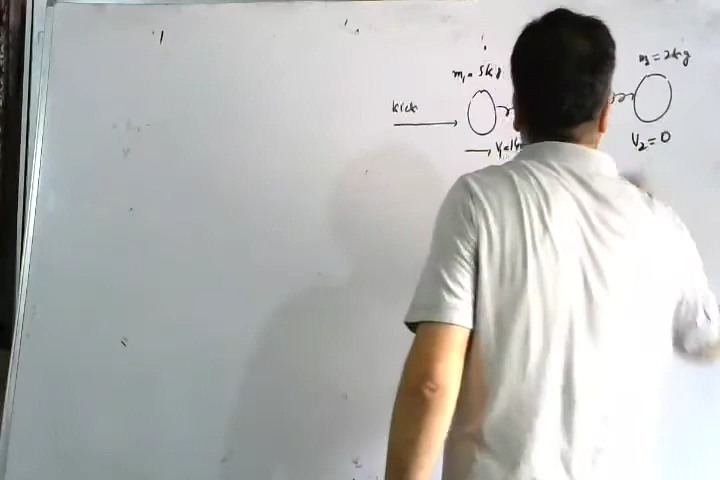 m₁ = 5kg
m₂ = 2kg
kick
V₂ = 0